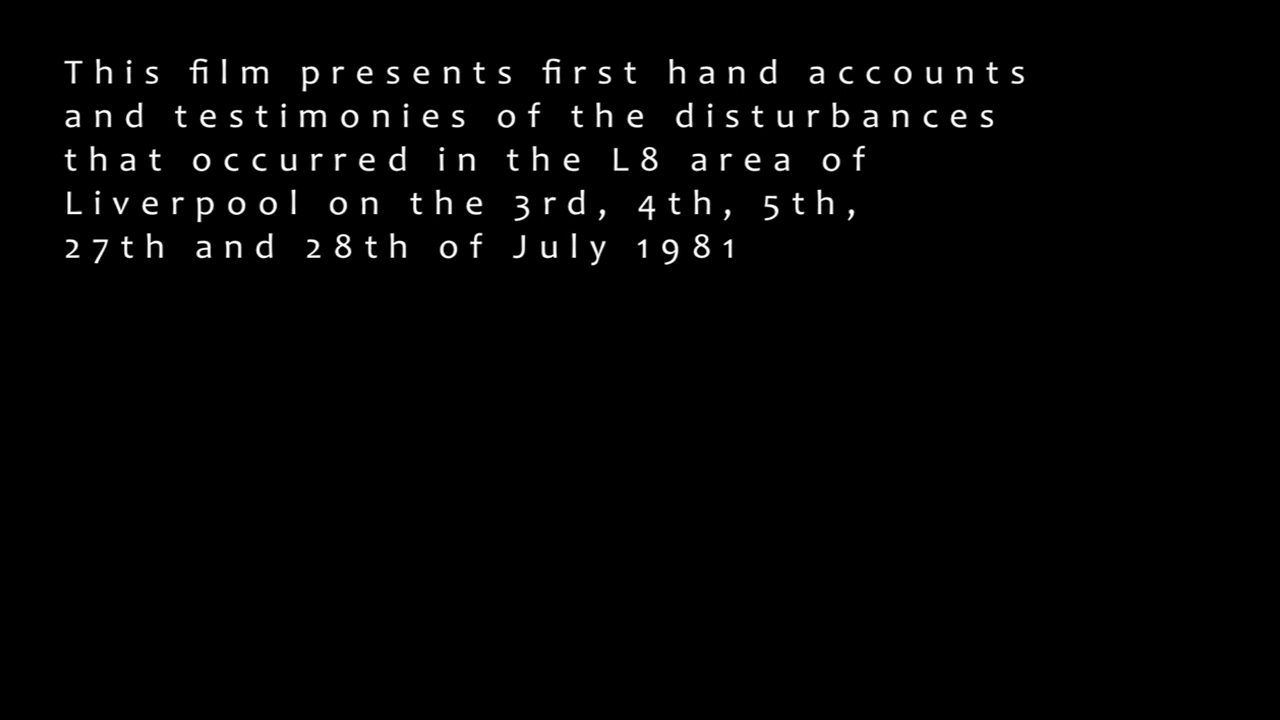 This film presents first hand accounts
and testimonies of the disturbances
that occurred in the L8 area of
Liverpool on the 3rd, 4th, 5th,
27th and 28th of July 1981